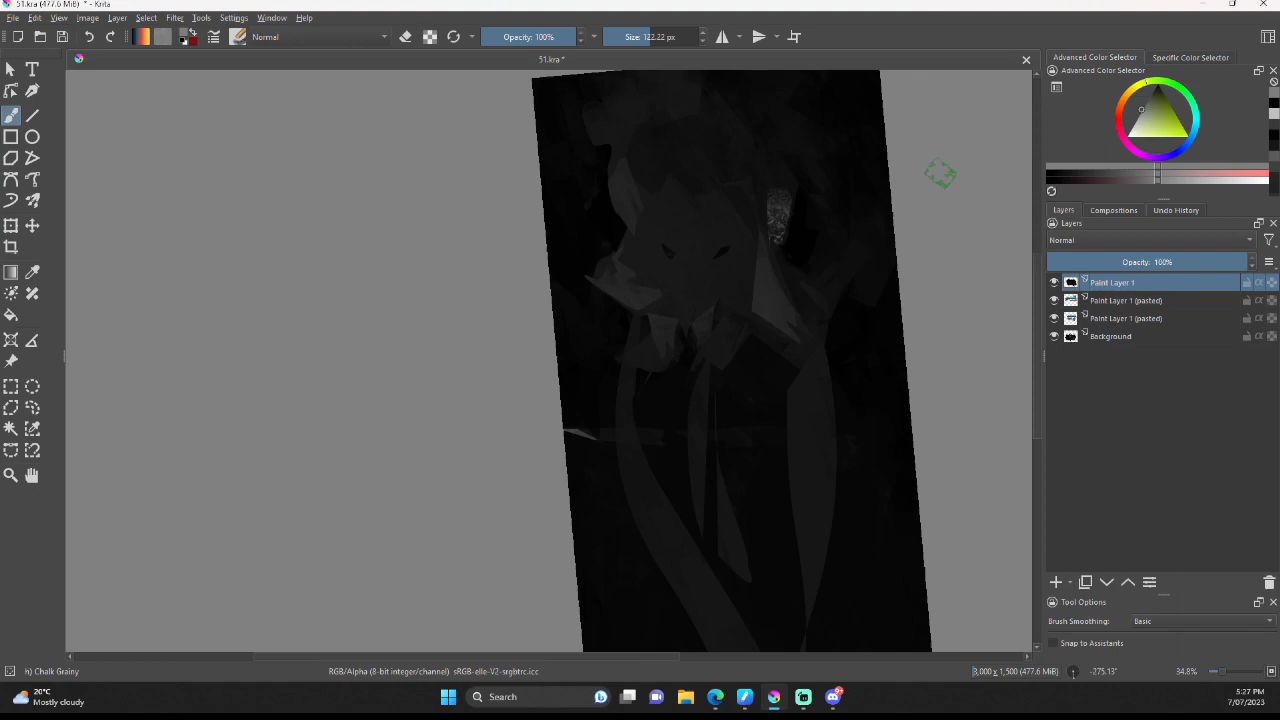 51.kra (477.6 MiB) * - Krita
File Edit View Image Layer Select Filter Tools Settings Window Help
Normal
Opacity: 100%
Size: 122.22 px
51.kra *
Advanced Color Selector
Specific Color Selector
Advanced Color Selector
Layers
Compositions
Undo History
Layers
Normal
Opacity: 100%
Paint Layer 1
Paint Layer 1 (pasted)
Paint Layer 1 (pasted)
Background
Tool Options
Brush Smoothing:
Basic
Snap to Assistants
h) Chalk Grainy
RGB/Alpha (8-bit integer/channel) sRGB-elle-V2-srgbtrc.icc
3,000 x 1,500 (477.6 MiB)
-275.13°
34.8%
20°C
Mostly cloudy
Search
5:27 PM
7/07/2023